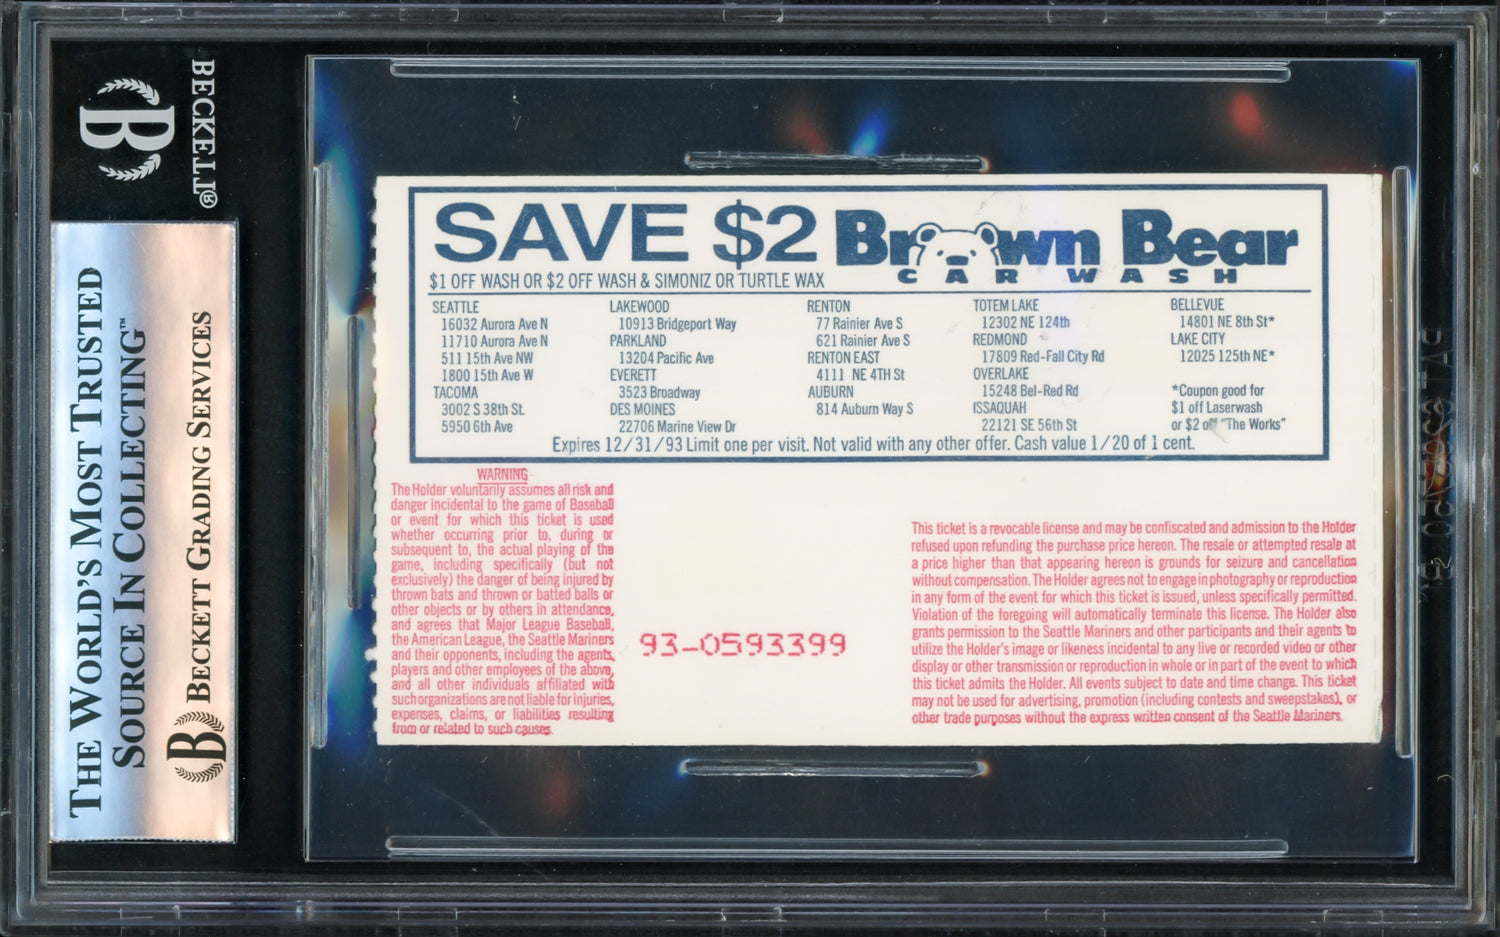 BECKETT®
B
THE WORLD'S MOST TRUSTED
SOURCE IN COLLECTING™
B BECKETT GRADING SERVICES
SAVE $2 Brown Bear
CAR WASH
$1 OFF WASH OR $2 OFF WASH & SIMONIZ OR TURTLE WAX
SEATTLE
16032 Aurora Ave N
11710 Aurora Ave N
511 15th Ave NW
1800 15th Ave W
TACOMA
3002 S 38th St.
5950 6th Ave
LAKEWOOD
10913 Bridgeport Way
PARKLAND
13204 Pacific Ave
EVERETT
3523 Broadway
DES MOINES
22706 Marine View Dr
RENTON
77 Rainier Ave S
621 Rainier Ave S
RENTON EAST
4111 NE 4TH St
AUBURN
814 Auburn Way S
TOTEM LAKE
12302 NE 124th
REDMOND
17809 Red-Fall City Rd
OVERLAKE
15248 Bel-Red Rd
ISSAQUAH
22121 SE 56th St
BELLEVUE
14801 NE 8th St*
LAKE CITY
12025 125th NE*
*Coupon good for
$1 off Laserwash
or $2 off "The Works"
Expires 12/31/93 Limit one per visit. Not valid with any other offer. Cash value 1/20 of 1 cent.
WARNING
The Holder voluntarily assumes all risk and
danger incidental to the game of Baseball
or event for which this ticket is used
whether occurring prior to, during or
subsequent to, the actual playing of the
game, including specifically (but not
exclusively) the danger of being injured by
thrown bats and thrown or batted balls or
other objects or by others in attendance,
and agrees that Major League Baseball,
the American League, the Seattle Mariners
and their opponents, including the agents,
players and other employees of the above,
and all other individuals affiliated with
such organizations are not liable for injuries,
expenses, claims, or liabilities resulting
from or related to such causes.
93-0593399
This ticket is a revocable license and may be confiscated and admission to the Holder
refused upon refunding the purchase price hereon. The resale or attempted resale at
a price higher than that appearing hereon is grounds for seizure and cancellation
without compensation. The Holder agrees not to engage in photography or reproduction
in any form of the event for which this ticket is issued, unless specifically permitted.
Violation of the foregoing will automatically terminate this license. The Holder also
grants permission to the Seattle Mariners and other participants and their agents to
utilize the Holder's image or likeness incidental to any live or recorded video or other
display or other transmission or reproduction in whole or in part of the event to which
this ticket admits the Holder. All events subject to date and time change. This ticket
may not be used for advertising, promotion (including contests and sweepstakes), or
other trade purposes without the express written consent of the Seattle Mariners.